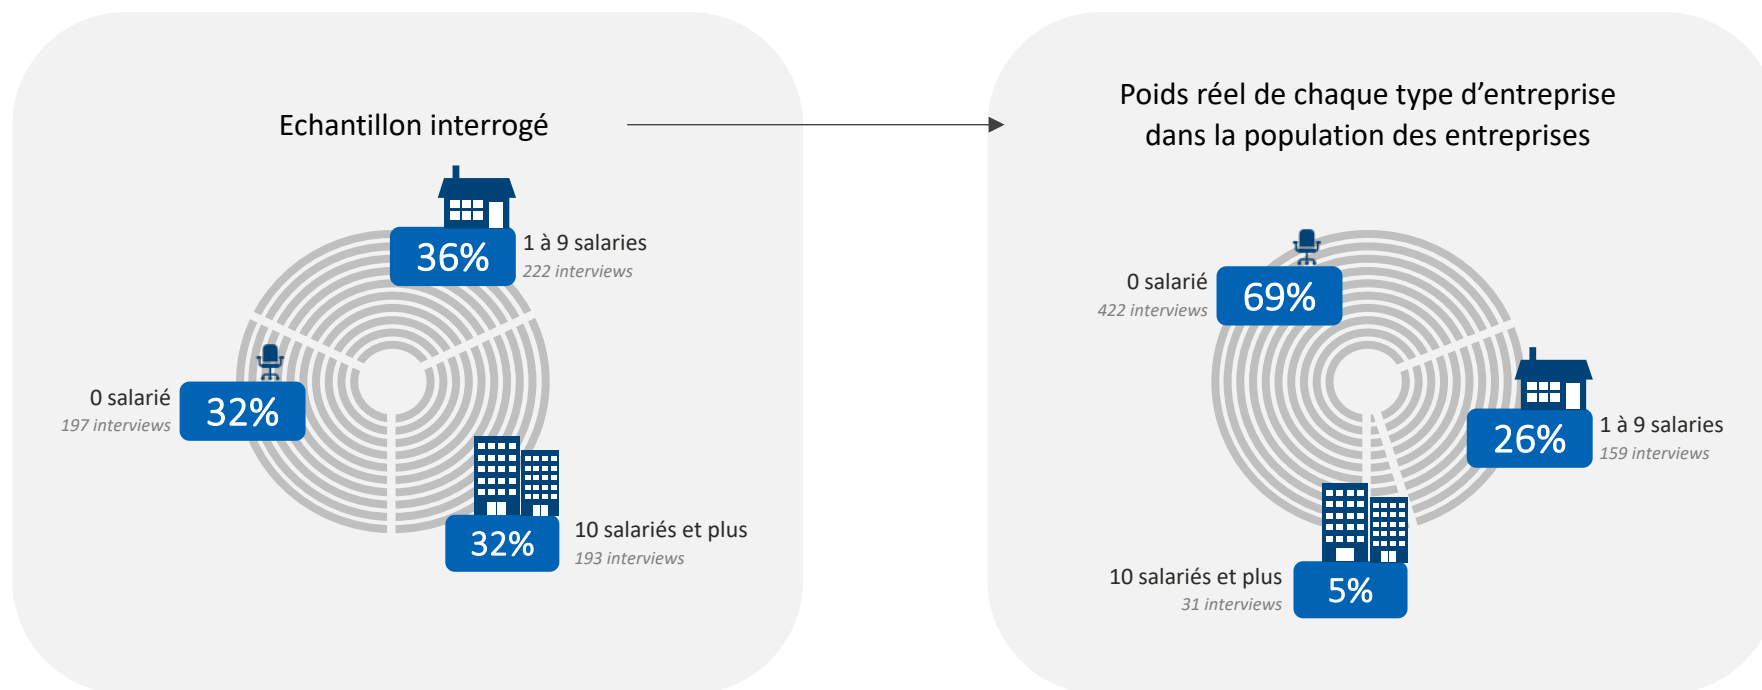 Echantillon interrogé
36%
1 à 9 salaries
222 interviews
0 salarié
197 interviews
32%
32%
10 salariés et plus
193 interviews
Poids réel de chaque type d’entreprise
dans la population des entreprises
0 salarié
422 interviews
69%
26%
1 à 9 salaries
159 interviews
10 salariés et plus
31 interviews
5%